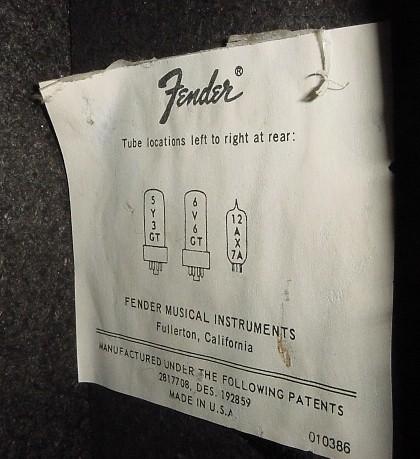 Fender®
Tube locations left to right at rear:
5Y3GT 6V6GT 12AX7A
FENDER MUSICAL INSTRUMENTS
Fullerton, California
MANUFACTURED UNDER THE FOLLOWING PATENTS
2817708, DES. 192859
MADE IN U.S.A.
010386